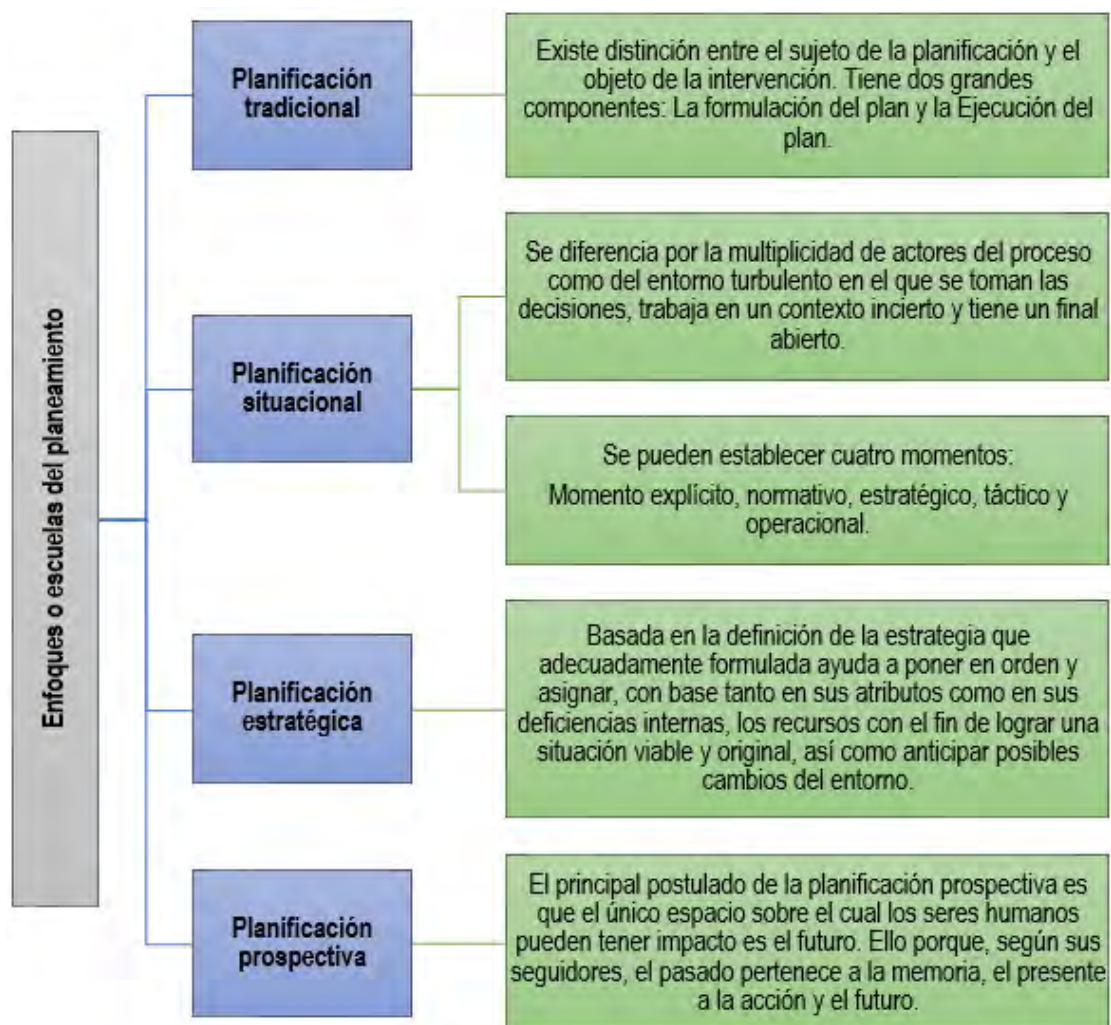 Enfoques o escuelas del planeamiento
Planificación
tradicional
Existe distinción entre el sujeto de la planificación y el
objeto de la intervención. Tiene dos grandes
componentes: La formulación del plan y la Ejecución del
plan.
Planificación
situacional
Se diferencia por la multiplicidad de actores del proceso
como del entorno turbulento en el que se toman las
decisiones, trabaja en un contexto incierto y tiene un final
abierto.
Se pueden establecer cuatro momentos:
Momento explícito, normativo, estratégico, táctico y
operacional.
Planificación
estratégica
Basada en la definición de la estrategia que
adecuadamente formulada ayuda a poner en orden y
asignar, con base tanto en sus atributos como en sus
deficiencias internas, los recursos con el fin de lograr una
situación viable y original, así como anticipar posibles
cambios del entorno.
Planificación
prospectiva
El principal postulado de la planificación prospectiva es
que el único espacio sobre el cual los seres humanos
pueden tener impacto es el futuro. Ello porque, según sus
seguidores, el pasado pertenece a la memoria, el presente
a la acción y el futuro.